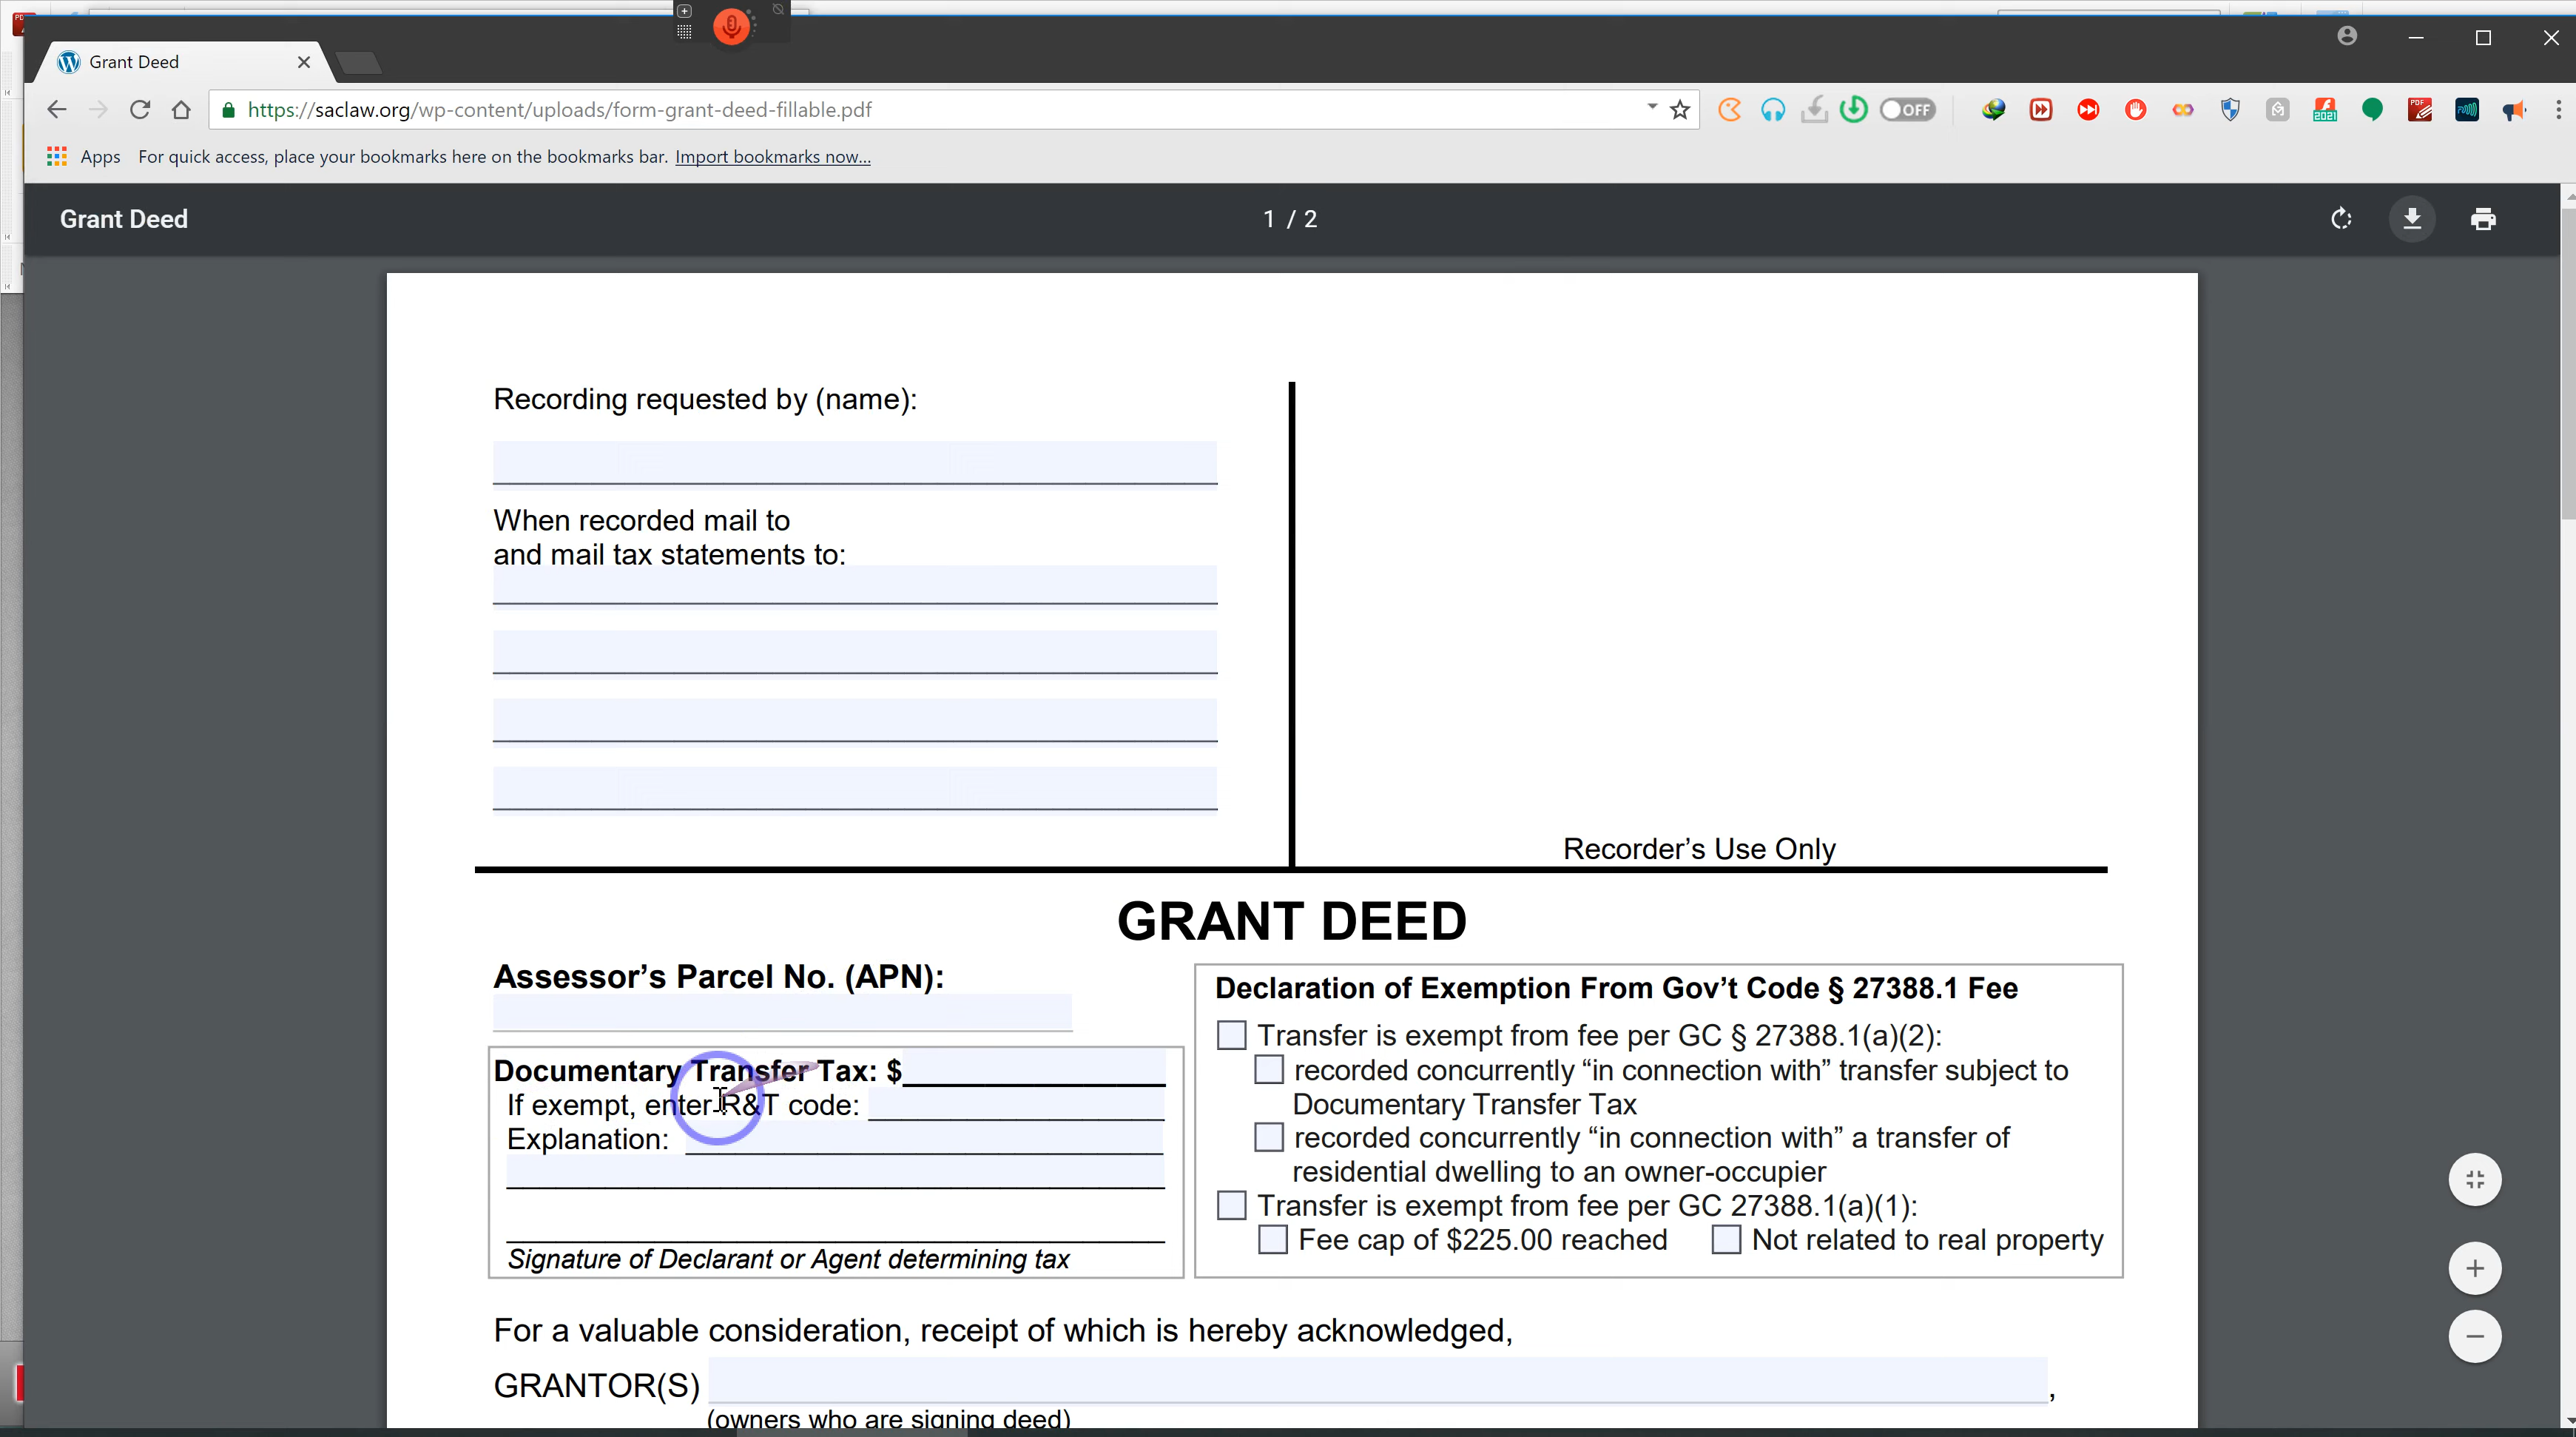 Grant Deed
https://saclaw.org/wp-content/uploads/form-grant-deed-fillable.pdf
OFF
Apps For quick access, place your bookmarks here on the bookmarks bar. Import bookmarks now...
Grant Deed
1 / 2
Recording requested by (name):
When recorded mail to
and mail tax statements to:
Recorder's Use Only
GRANT DEED
Assessor's Parcel No. (APN):
Documentary Transfer Tax: $
If exempt, enter R&T code:
Explanation:
Signature of Declarant or Agent determining tax
Declaration of Exemption From Gov't Code § 27388.1 Fee
Transfer is exempt from fee per GC § 27388.1(a)(2):
recorded concurrently “in connection with” transfer subject to
Documentary Transfer Tax
recorded concurrently “in connection with” a transfer of
residential dwelling to an owner-occupier
Transfer is exempt from fee per GC 27388.1(a)(1):
Fee cap of $225.00 reached Not related to real property
For a valuable consideration, receipt of which is hereby acknowledged,
GRANTOR(S) ,
(owners who are signing deed)